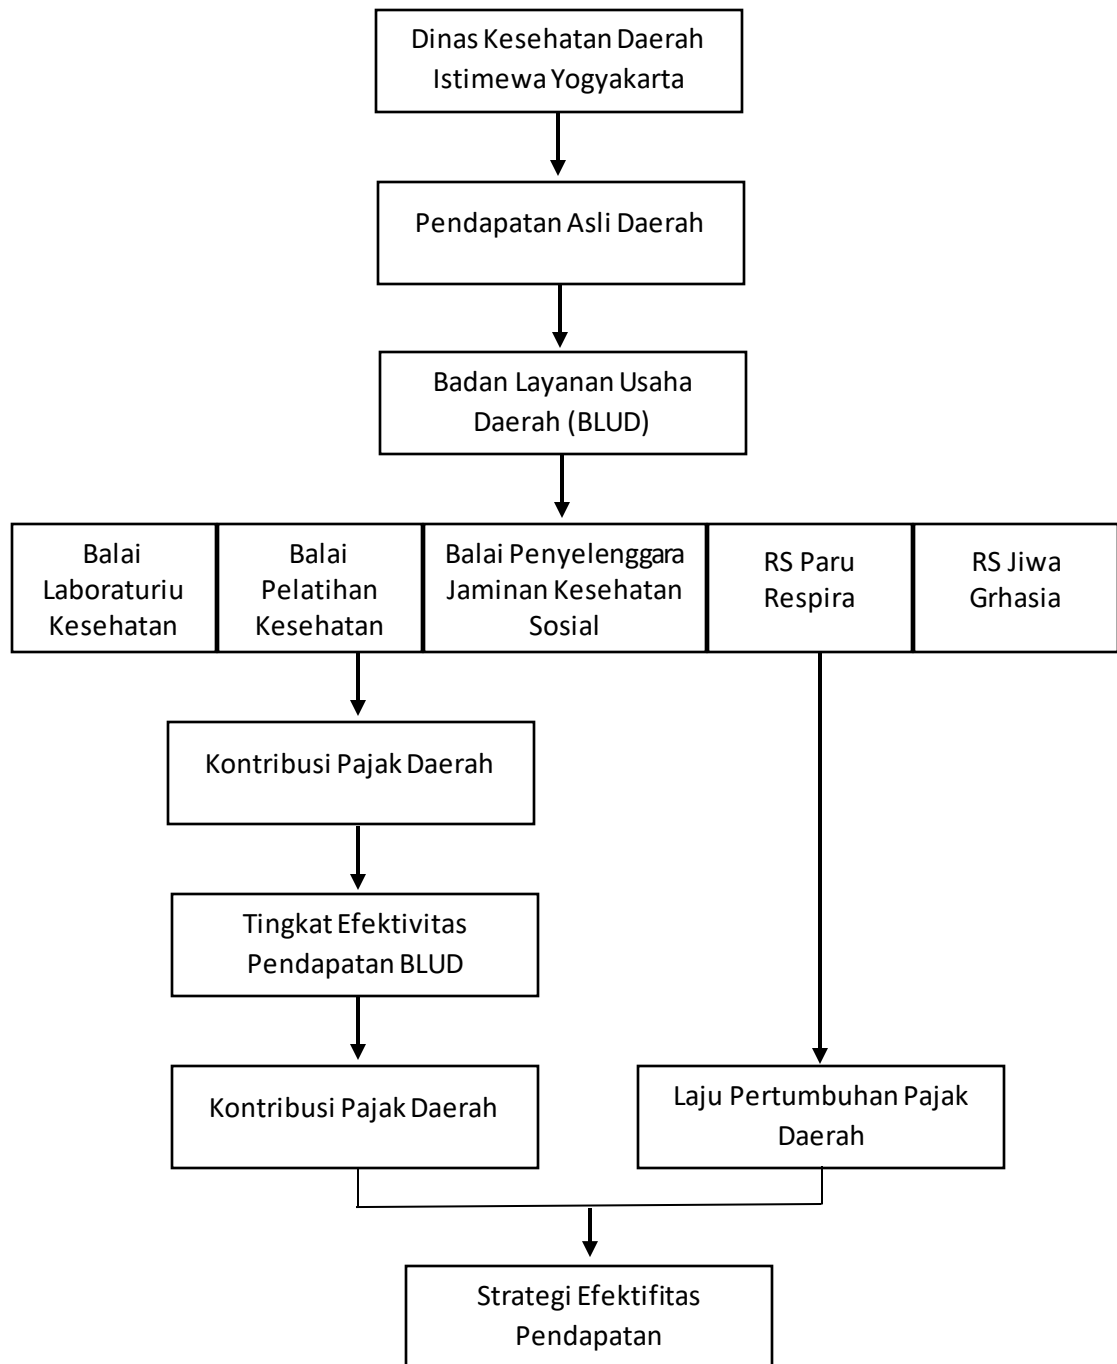 Dinas Kesehatan Daerah
Istimewa Yogyakarta
Pendapatan Asli Daerah
Badan Layanan Usaha
Daerah (BLUD)
Balai
Laboraturiu
Kesehatan
Balai
Pelatihan
Kesehatan
Balai Penyelenggara
Jaminan Kesehatan
Sosial
RS Paru
Respira
RS Jiwa
Grhasia
Kontribusi Pajak Daerah
Tingkat Efektivitas
Pendapatan BLUD
Kontribusi Pajak Daerah
Laju Pertumbuhan Pajak
Daerah
Strategi Efektifitas
Pendapatan